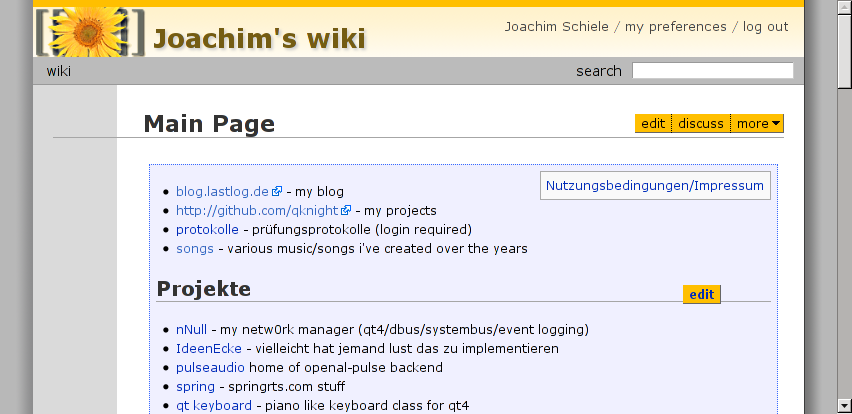 Joachim's wiki
Joachim Schiele / my preferences / log out
wiki
search
Main Page
edit discuss more
Nutzungsbedingungen/Impressum
• blog.lastlog.de - my blog
• http://github.com/qknight - my projects
• protokolle - prüfungsprotokolle (login required)
• songs - various music/songs i've created over the years
Projekte
edit
• nNull - my netw0rk manager (qt4/dbus/systembus/event logging)
• IdeenEcke - vielleicht hat jemand lust das zu implementieren
• pulseaudio home of openal-pulse backend
• spring - springrts.com stuff
• qt keyboard - piano like keyboard class for qt4